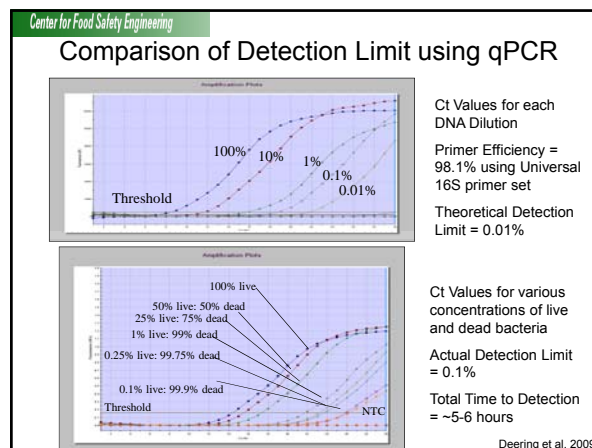 Center for Food Safety Engineering
Comparison of Detection Limit using qPCR
Amplification Plots
100%
10%
1%
0.1%
0.01%
Threshold
Ct Values for each
DNA Dilution
Primer Efficiency =
98.1% using Universal
16S primer set
Theoretical Detection
Limit = 0.01%
Amplification Plots
100% live
50% live: 50% dead
25% live: 75% dead
1% live: 99% dead
0.25% live: 99.75% dead
0.1% live: 99.9% dead
Threshold
NTC
Ct Values for various
concentrations of live
and dead bacteria
Actual Detection Limit
= 0.1%
Total Time to Detection
= ~5-6 hours
Deering et al. 2009